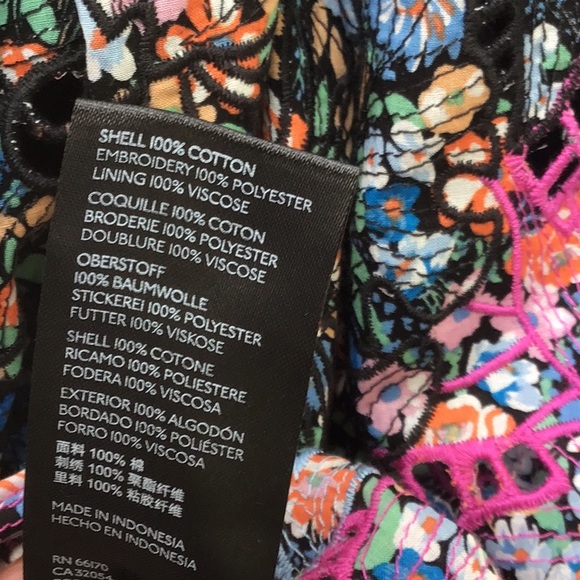 SHELL 100% COTTON
EMBROIDERY 100% POLYESTER
LINING 100% VISCOSE
COQUILLE 100% COTON
BRODERIE 100% POLYESTER
DOUBLURE 100% VISCOSE
OBERSTOFF
100% BAUMWOLLE
STICKEREI 100% POLYESTER
FUTTER 100% VISKOSE
SHELL 100% COTONE
RICAMO 100% POLIESTERE
FODERA 100% VISCOSA
EXTERIOR 100% ALGODÓN
BORDADO 100% POLIÉSTER
FORRO 100% VISCOSA
面料 100% 棉
刺绣 100% 聚酯纤维
里料 100% 粘胶纤维
MADE IN INDONESIA
HECHO EN INDONESIA
RN 66170
CA 32054